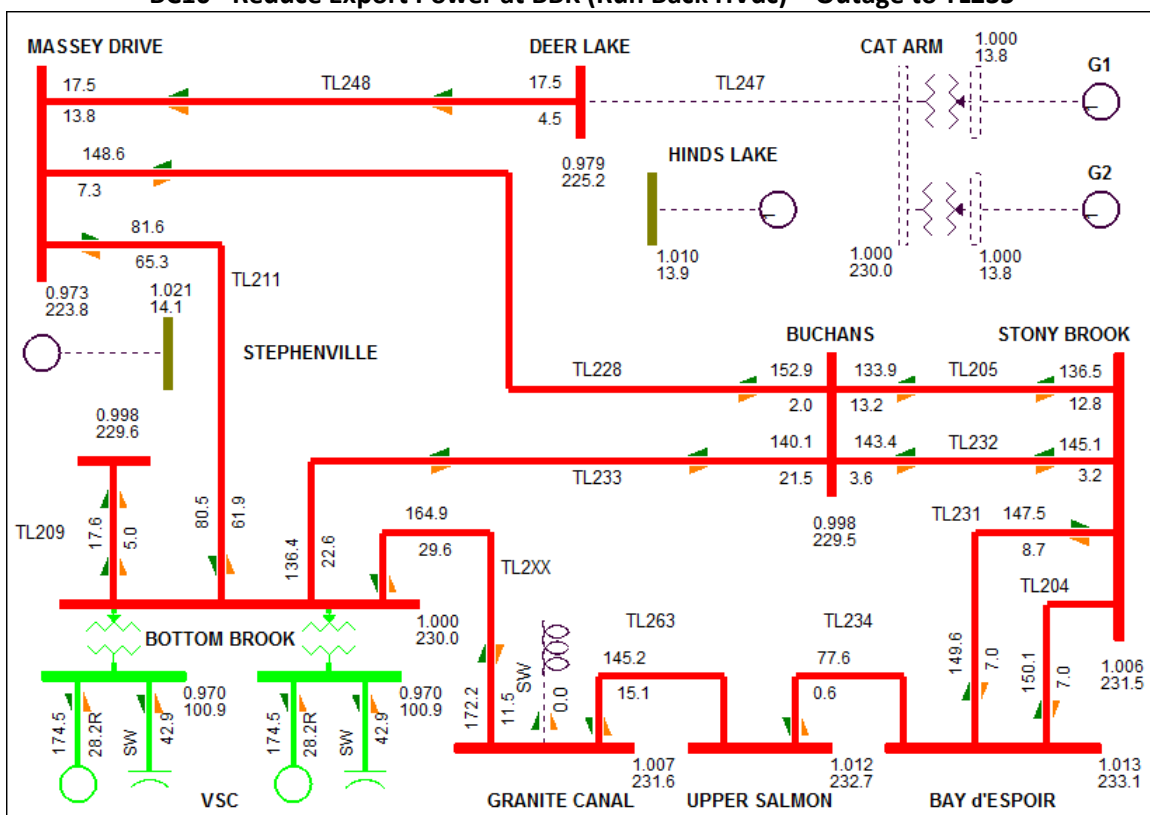 Reduce Export Power at (Run Back HVdc) – Outage to
MASSEY DRIVE
DEER LAKE
CAT ARM
1.000
13.8
G1
17.5
TL248
17.5
TL247
13.8
4.5
148.6
0.979
225.2
HINDS LAKE
G2
7.3
81.6
65.3
TL211
1.010
13.9
1.000
230.0
1.000
13.8
0.973
223.8
1.021
14.1
STEPHENVILLE
BUCHANS
STONY BROOK
TL228
152.9
133.9
TL205
136.5
2.0
13.2
12.8
0.998
229.6
140.1
143.4
TL232
145.1
TL233
21.5
3.6
3.2
TL209
17.6
5.0
80.5
61.9
136.4
22.6
164.9
29.6
TL2XX
0.998
229.5
TL231
147.5
8.7
TL204
BOTTOM BROOK
1.000
230.0
TL263
TL234
145.2
15.1
77.6
0.6
149.6
7.0
150.1
7.0
1.006
231.5
0.970
100.9
0.970
100.9
174.5
28.2R
SW
42.9
174.5
28.2R
SW
42.9
172.2
11.5
SW
0.0
VSC
1.007
231.6
1.012
232.7
1.013
233.1
GRANITE CANAL
UPPER SALMON
BAY d'ESPOIR